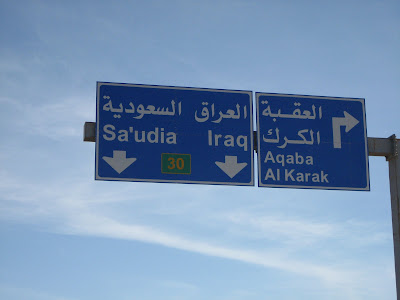 السعودية العراق
Sa'udia Iraq
30
العقبة
الكرك
Aqaba
Al Karak